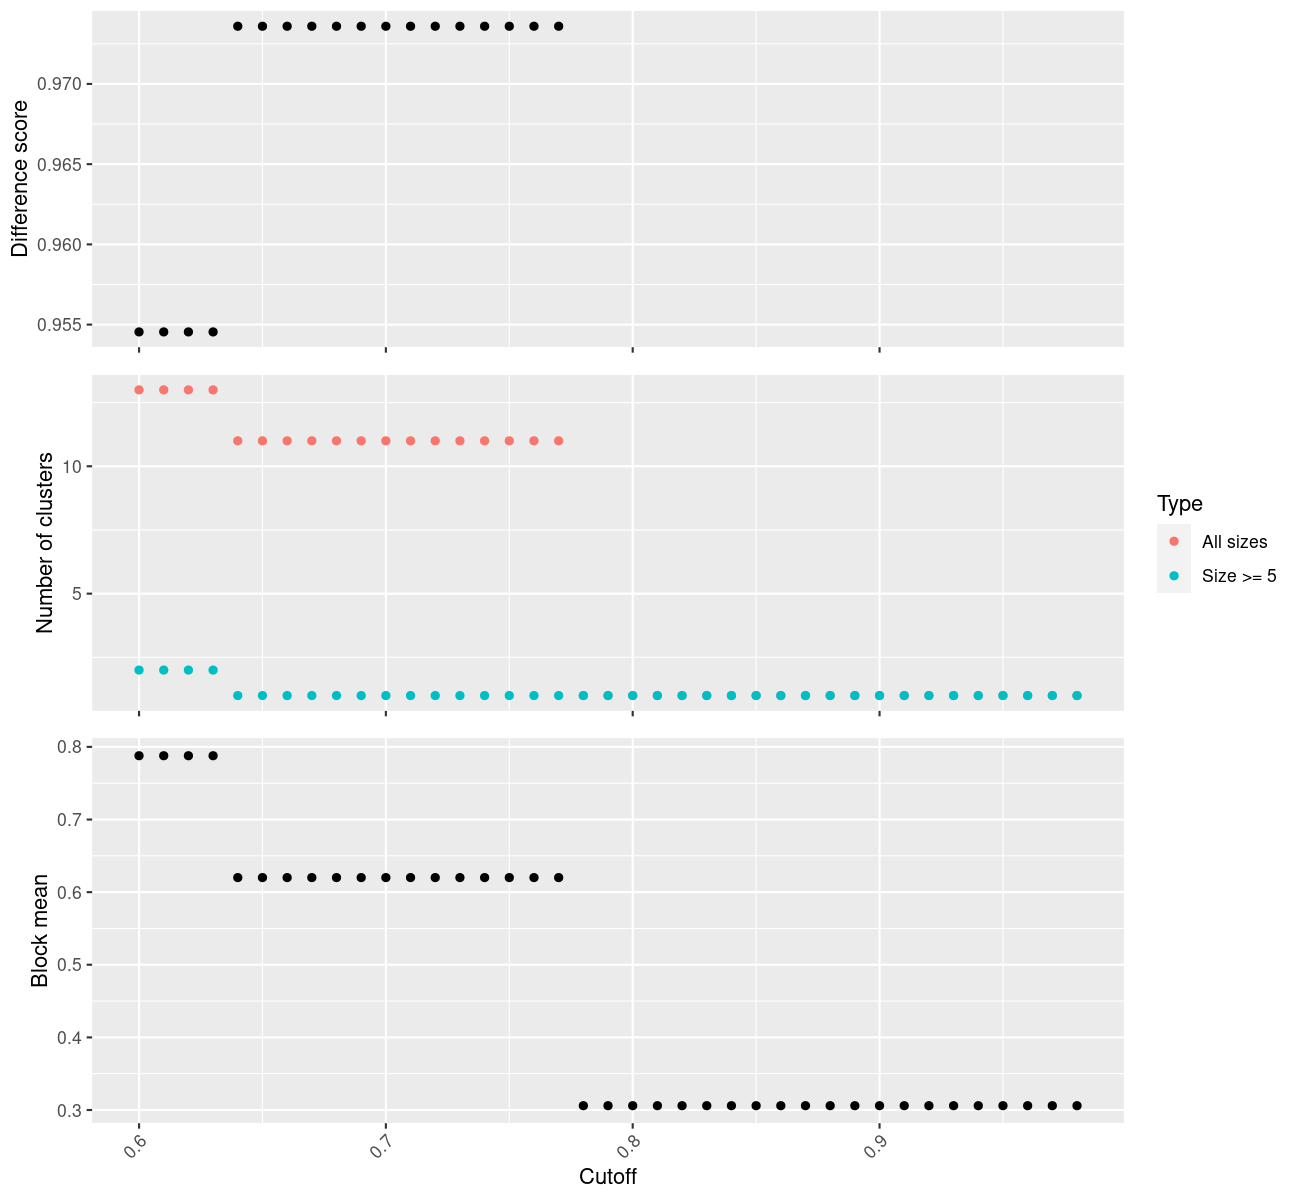 Difference score
0.970
0.965
0.960
0.955
Number of clusters
10
5
Type
All sizes
Size >= 5
Block mean
0.8
0.7
0.6
0.5
0.4
0.3
0.6
0.7
0.8
0.9
Cutoff